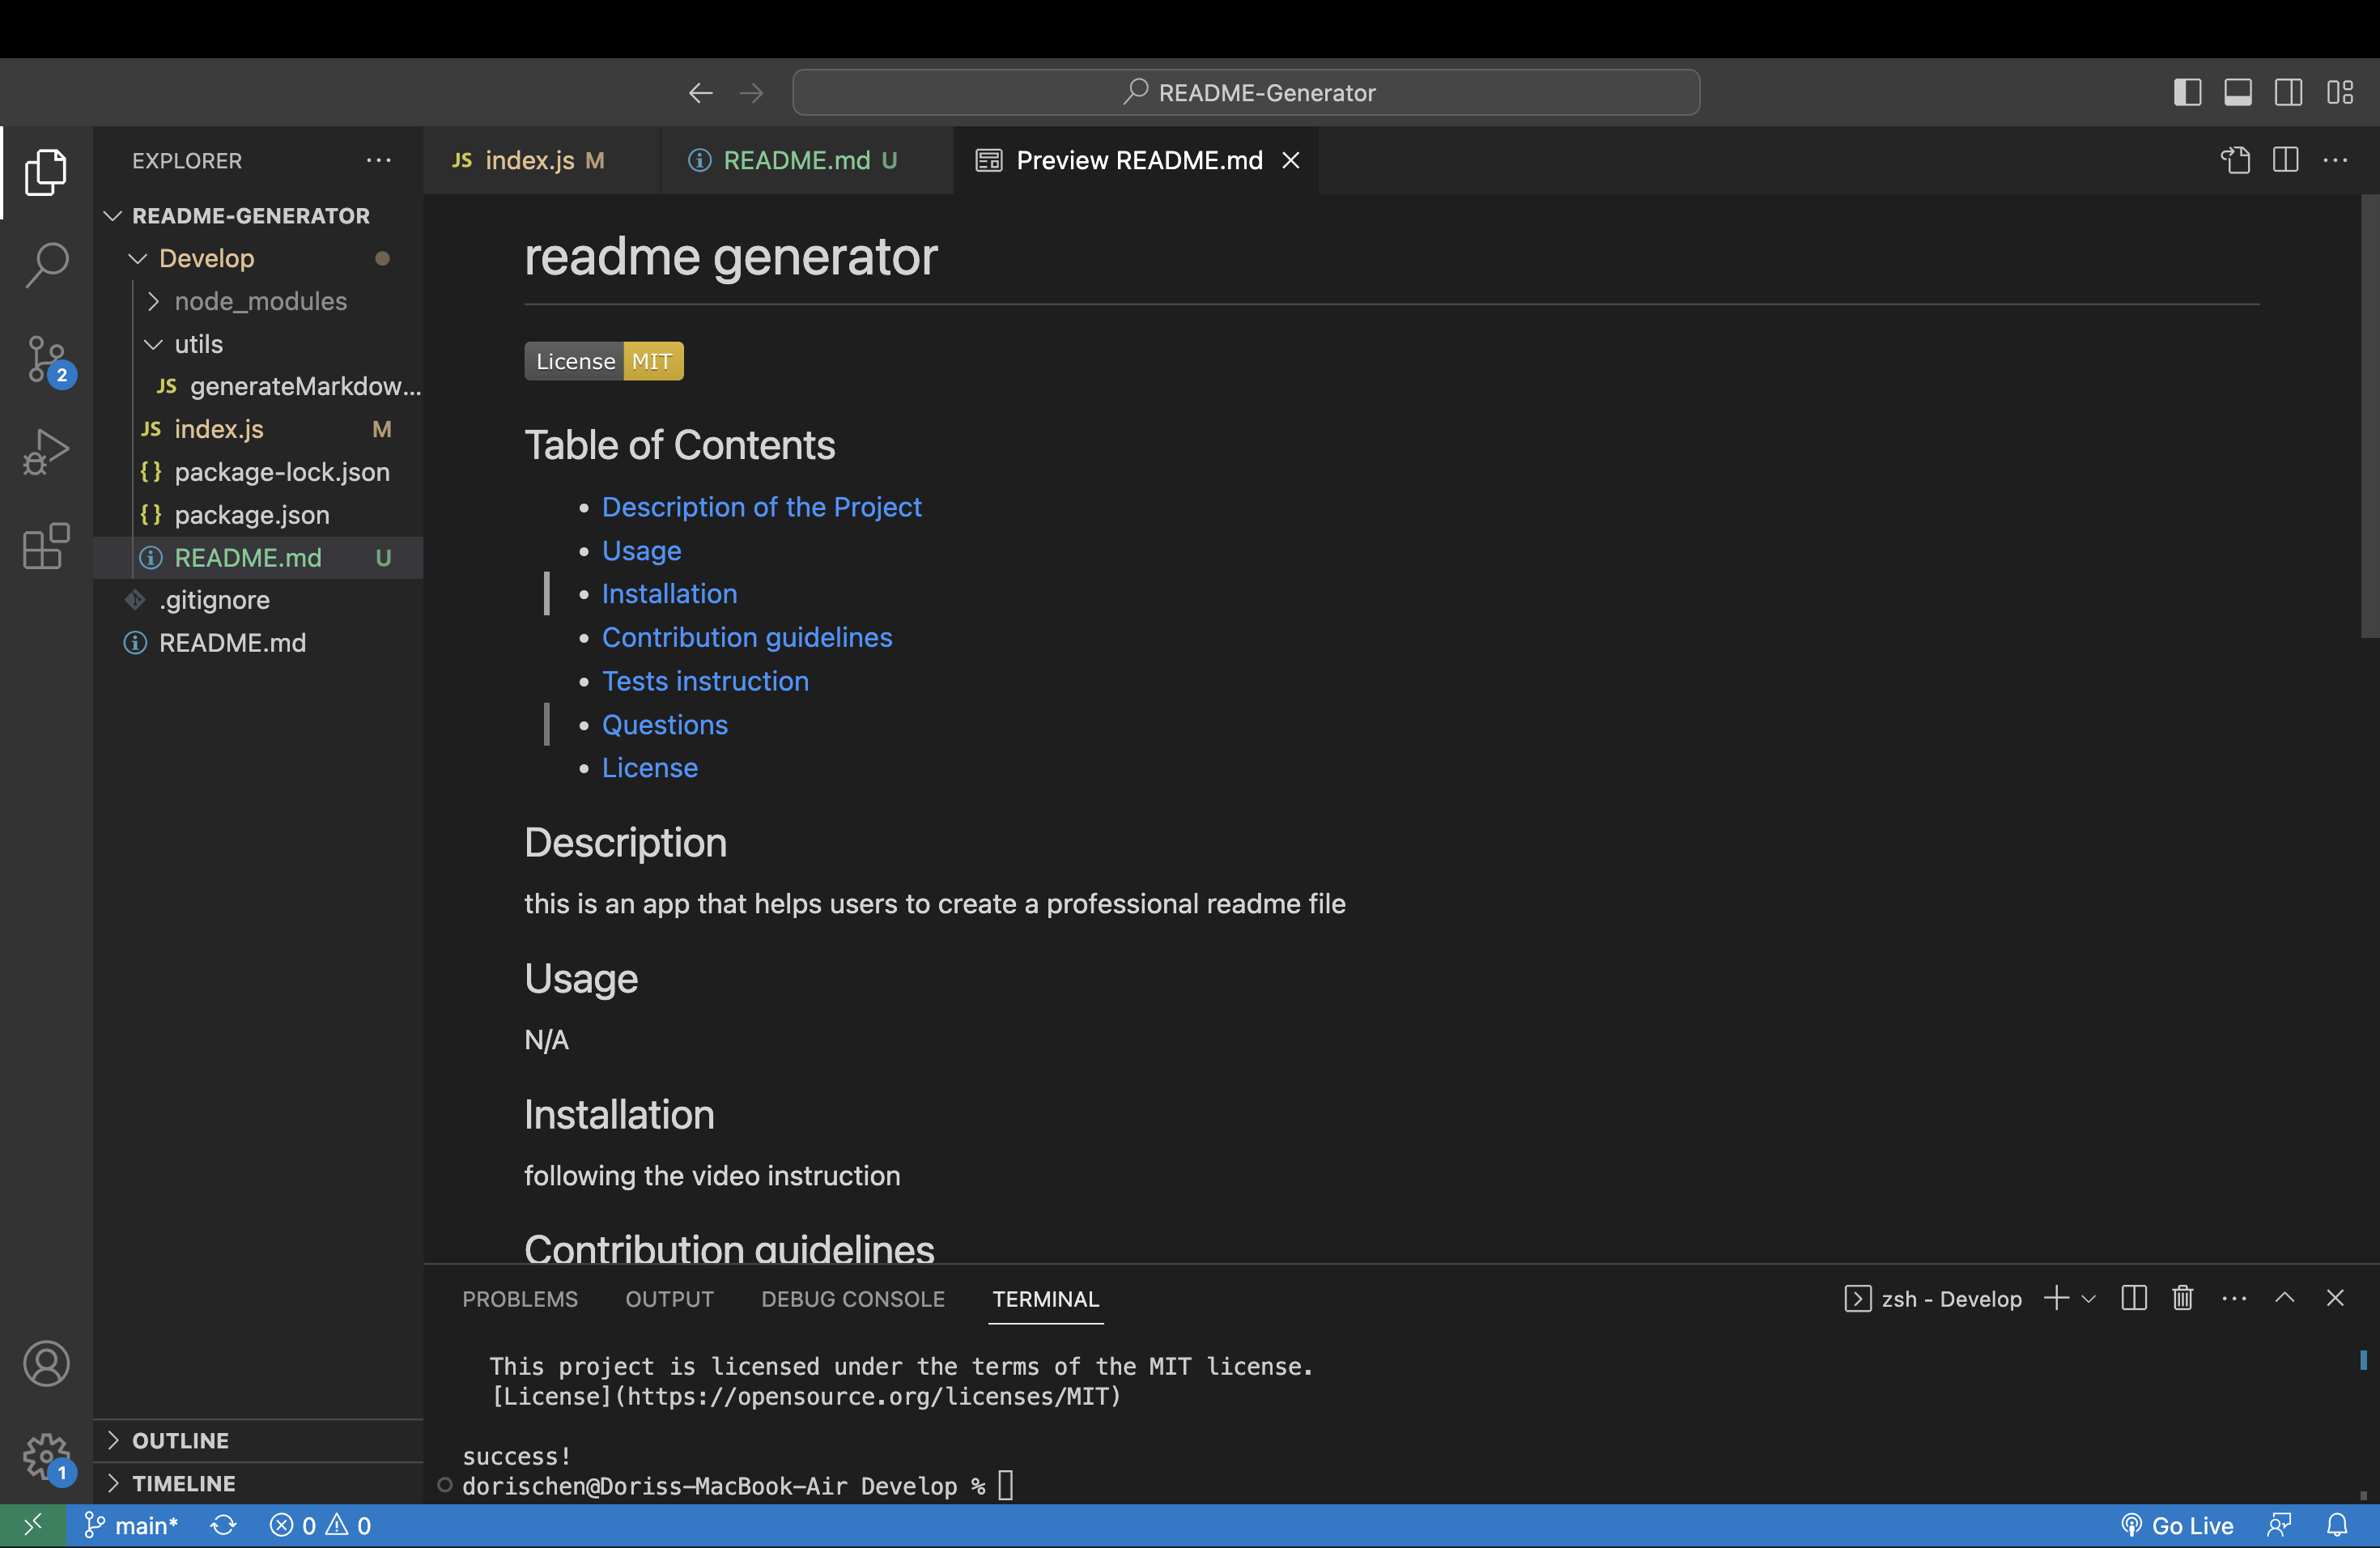 README-Generator
EXPLORER
README-GENERATOR
Develop
node_modules
utils
JS generateMarkdow...
JS index.js M
{} package-lock.json
{} package.json
README.md U
.gitignore
README.md
OUTLINE
TIMELINE
2
1
JS index.js M
README.md U
Preview README.md
readme generator
License MIT
Table of Contents
• Description of the Project
• Usage
• Installation
• Contribution guidelines
• Tests instruction
• Questions
• License
Description
this is an app that helps users to create a professional readme file
Usage
N/A
Installation
following the video instruction
Contribution guidelines
PROBLEMS OUTPUT DEBUG CONSOLE TERMINAL
zsh - Develop
This project is licensed under the terms of the MIT license.
[License](https://opensource.org/licenses/MIT)
success!
dorischen@Doriss-MacBook-Air Develop %
main* 0 0
Go Live